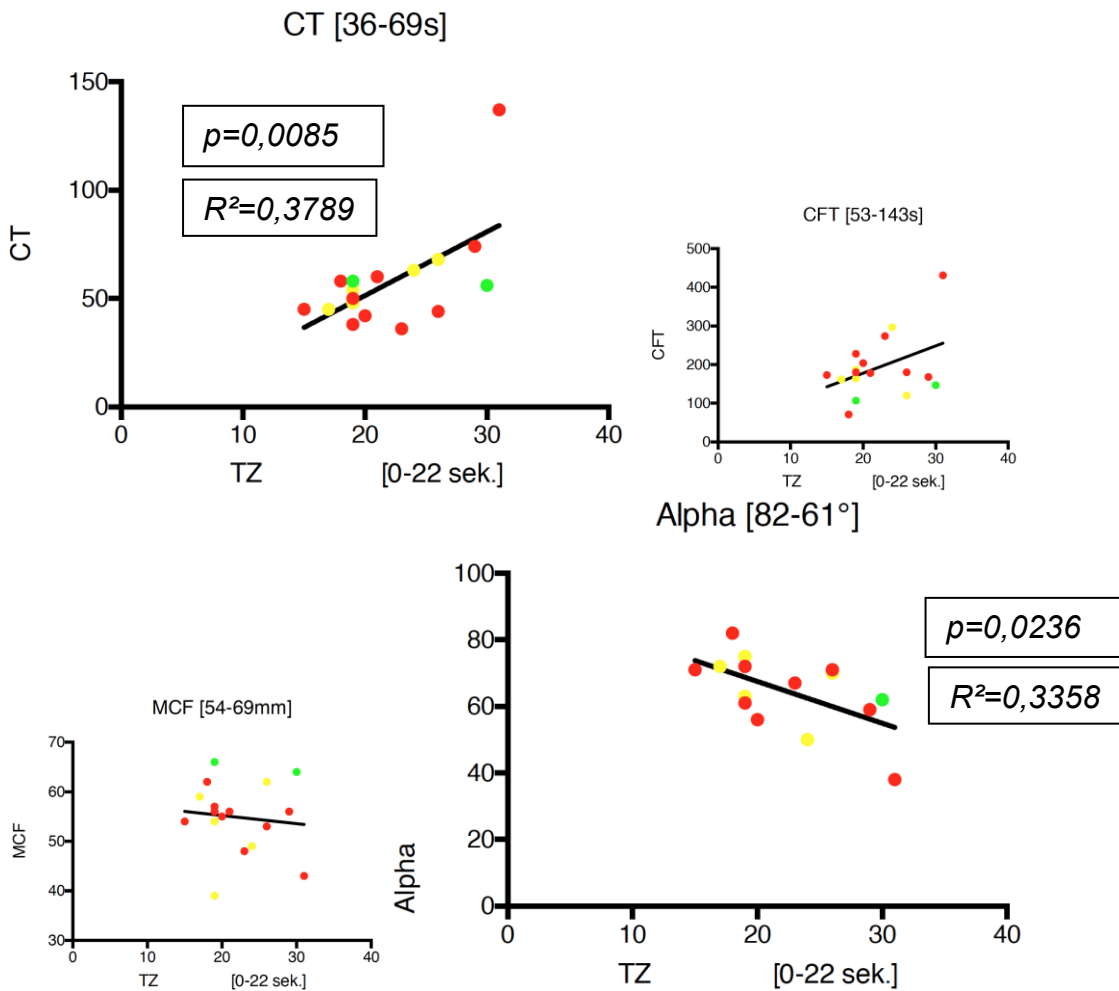 CT [36-69s]
150
100
50
0
CT
p=0,0085
R²=0,3789
0 10 20 30 40
TZ [0-22 sek.]
CFT [53-143s]
500
400
300
200
100
0
CFT
0 10 20 30 40
TZ [0-22 sek.]
MCF [54-69mm]
70
60
50
40
30
MCF
0 10 20 30 40
TZ [0-22 sek.]
Alpha [82-61°]
100
80
60
40
20
0
Alpha
p=0,0236
R²=0,3358
0 10 20 30 40
TZ [0-22 sek.]